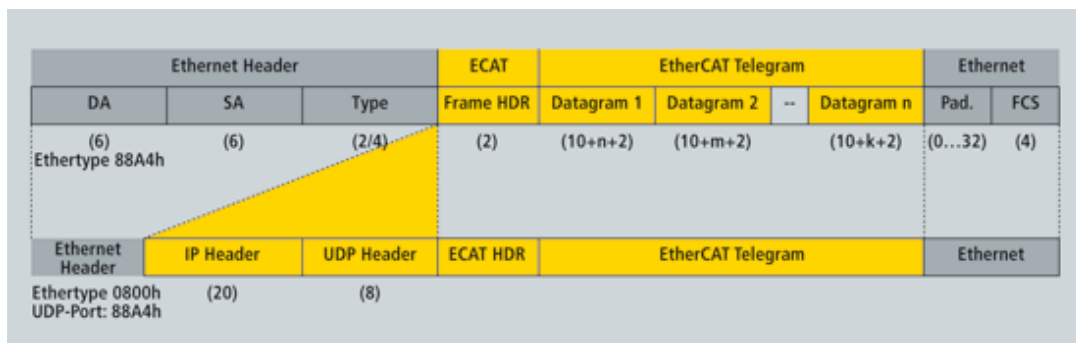 Ethernet Header ECAT EtherCAT Telegram Ethernet
DA SA Type Frame HDR Datagram 1 Datagram 2 -- Datagram n Pad. FCS
(6) (6) (2/4) (2) (10+n+2) (10+m+2) (10+k+2) (0...32) (4)
Ethertype 88A4h
Ethernet
Header IP Header UDP Header ECAT HDR EtherCAT Telegram Ethernet
Ethertype 0800h (20) (8)
UDP-Port: 88A4h